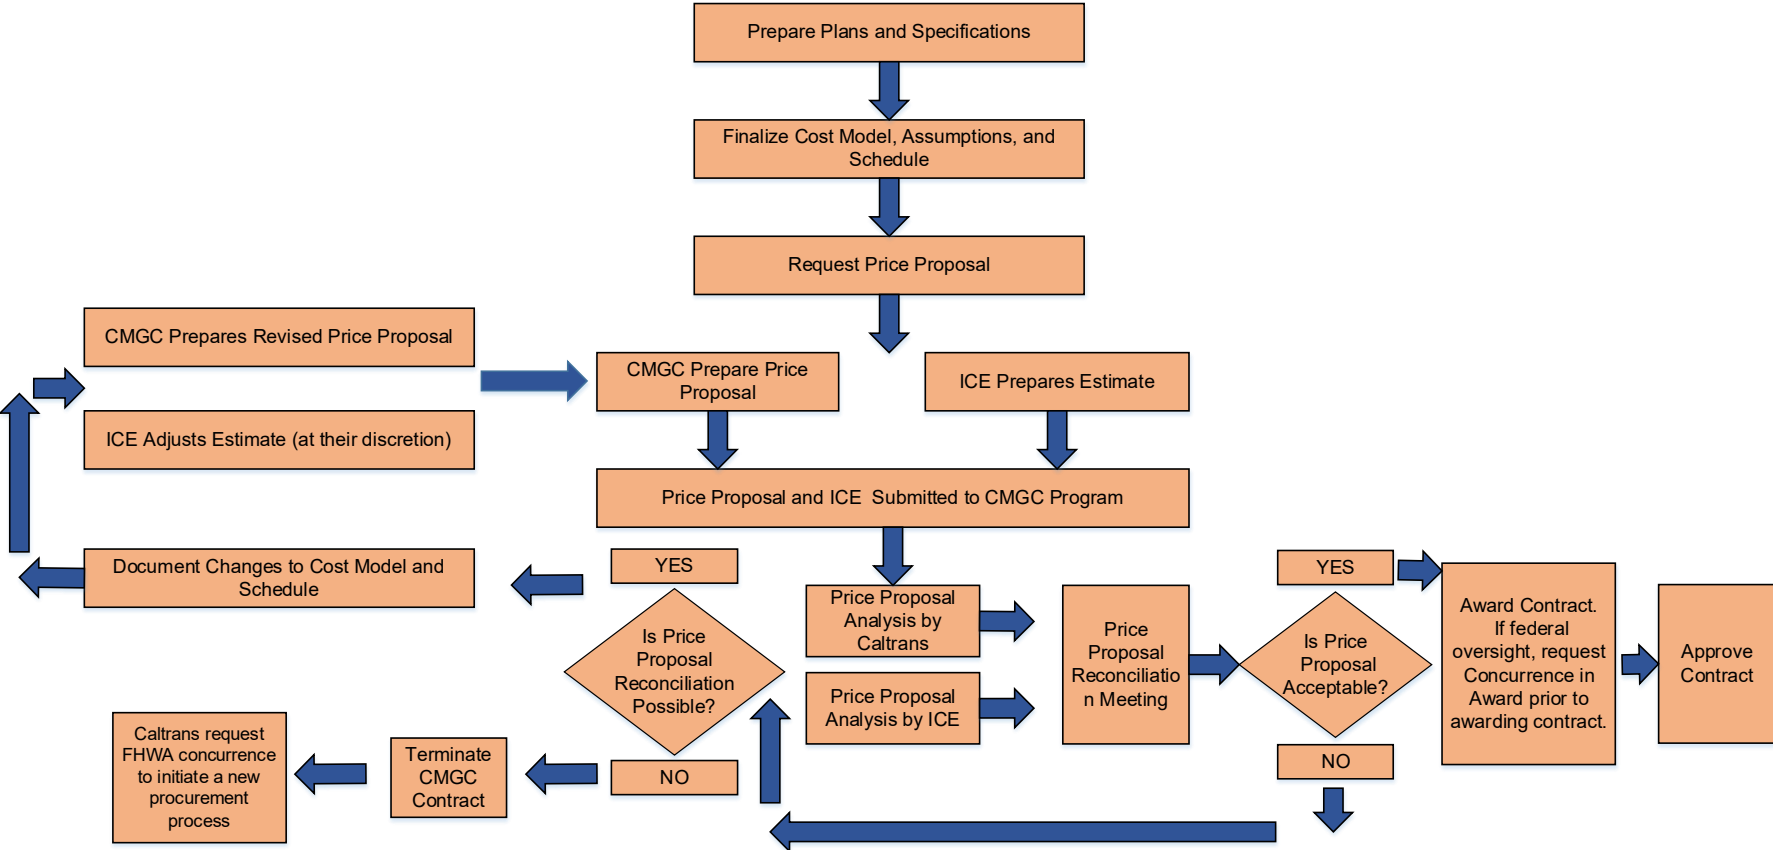 Prepare Plans and Specifications
Finalize Cost Model, Assumptions, and
Schedule
Request Price Proposal
CMGC Prepares Revised Price Proposal
ICE Adjusts Estimate (at their discretion)
CMGC Prepare Price
Proposal
ICE Prepares Estimate
Price Proposal and ICE  Submitted to CMGC Program
Document Changes to Cost Model and
Schedule
YES
Is Price
Proposal
Reconciliation
Possible?
NO
Terminate
CMGC
Contract
Caltrans request
FHWA concurrence
to initiate a new
procurement
process
Price Proposal
Analysis by
Caltrans
Price Proposal
Analysis by ICE
Price
Proposal
Reconciliatio
n Meeting
YES
Is Price
Proposal
Acceptable?
NO
Award Contract.
If federal
oversight, request
Concurrence in
Award prior to
awarding contract.
Approve
Contract